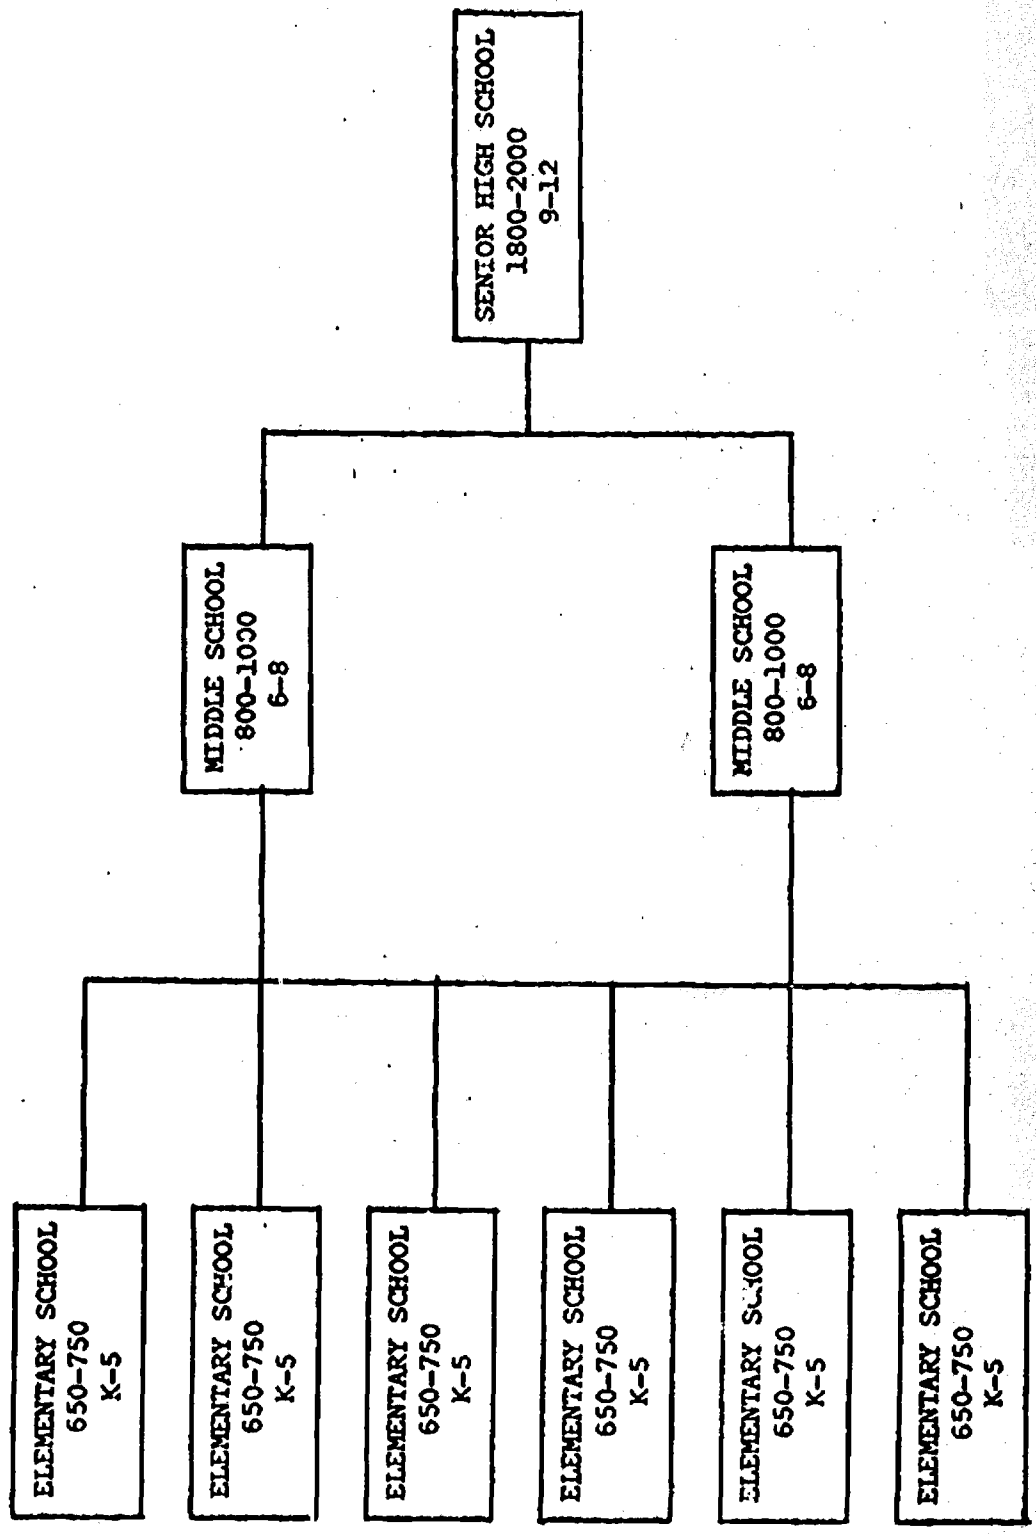 ELEMENTARY SCHOOL
650-750
K-5
ELEMENTARY SCHOOL
650-750
K-5
ELEMENTARY SCHOOL
650-750
K-5
ELEMENTARY SCHOOL
650-750
K-5
ELEMENTARY SCHOOL
650-750
K-5
ELEMENTARY SCHOOL
650-750
K-5
MIDDLE SCHOOL
800-1000
6-8
MIDDLE SCHOOL
800-1000
6-8
SENIOR HIGH SCHOOL
1800-2000
9-12